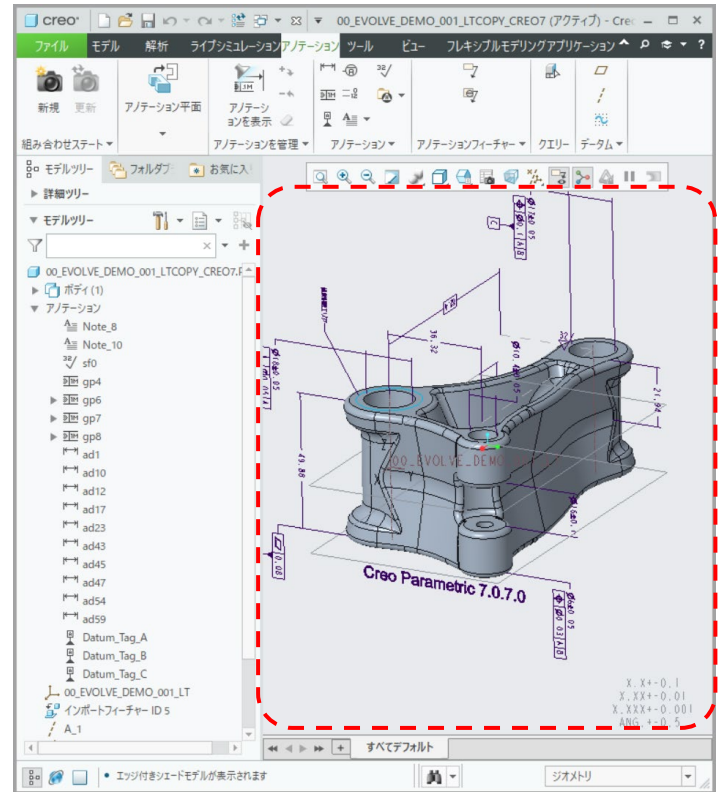 creo
00_EVOLVE_DEMO_001_LTCOPY_CREO7 (アクティブ) - Cre
ファイル モデル 解析 ライブシミュレーション アノテーション ツール ビュー フレキシブルモデリング アプリケーション
新規 更新 アノテーション平面 アノテーションを表示
組み合わせステート アノテーションを管理 アノテーション アノテーションフィーチャー クエリー データム
モデルツリー フォルダブ お気に入
詳細ツリー
モデルツリー
00_EVOLVE_DEMO_001_LTCOPY_CREO7.P
ボディ (1)
アノテーション
Note_8
Note_10
sf0
gp4
gp6
gp7
gp8
ad1
ad10
ad12
ad17
ad23
ad43
ad45
ad47
ad54
ad59
Datum_Tag_A
Datum_Tag_B
Datum_Tag_C
00_EVOLVE_DEMO_001_LT
インポートフィーチャー ID 5
A_1
C
36.32
32
21.94
49.88
00_EVOLVE_DEM
Z
X
Y
0.08
Creo Parametric 7.0.7.0
X.X+-0.1
X.XX+-0.01
X.XXX+-0.001
ANG.+-0.5
すべてデフォルト
エッジ付きシェードモデルが表示されます
ジオメトリ